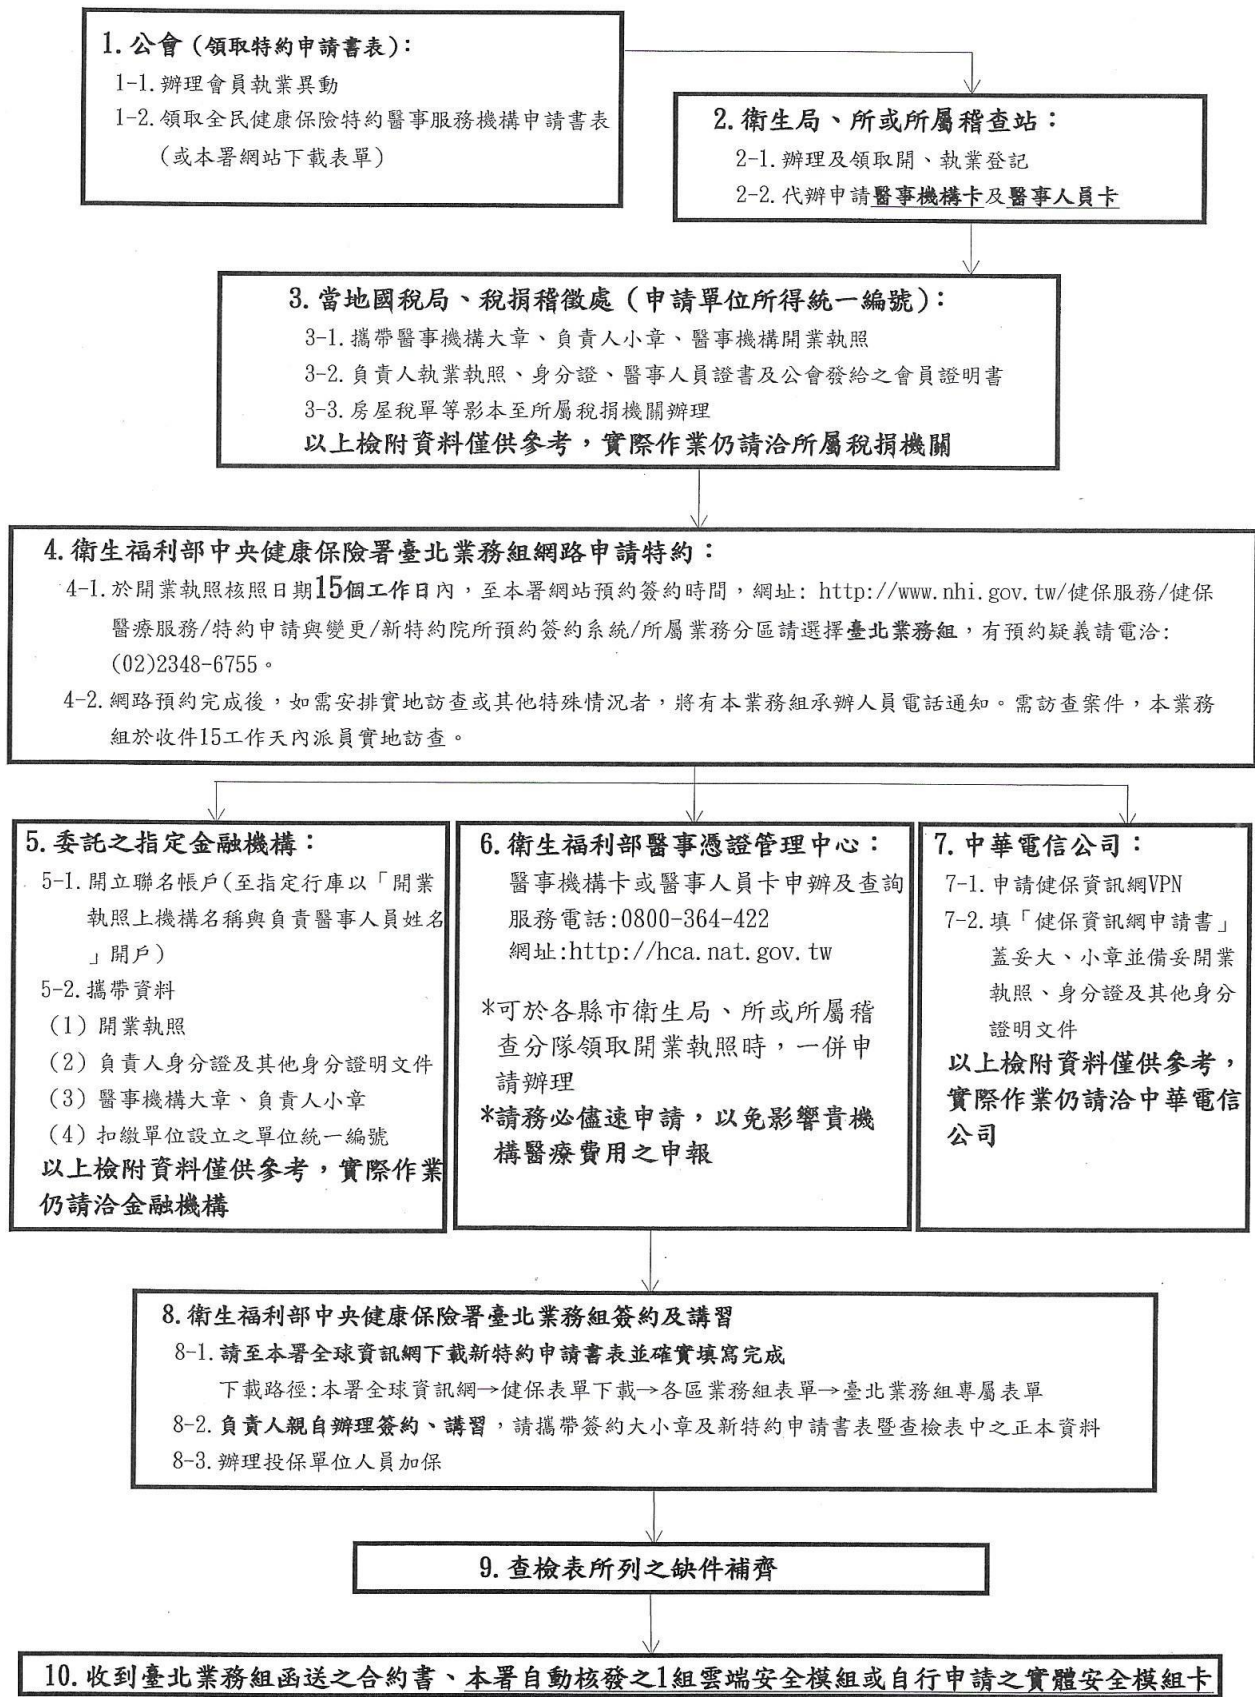 1.公會(領取特約申請書表)：
1-1.辦理會員執業異動
1-2.領取全民健康保險特約醫事服務機構申請書表
(或本署網站下載表單)
2.衛生局、所或所屬稽查站：
2-1.辦理及領取開、執業登記
2-2.代辦申請醫事機構卡及醫事人員卡
3.當地國稅局、稅捐稽徵處(申請單位所得統一編號)：
3-1.攜帶醫事機構大章、負責人小章、醫事機構開業執照
3-2.負責人執業執照、身分證、醫事人員證書及公會發給之會員證明書
3-3.房屋稅單等影本至所屬稅捐機關辦理
以上檢附資料僅供參考，實際作業仍請洽所屬稅捐機關
4.衛生福利部中央健康保險署臺北業務組網路申請特約：
4-1.於開業執照核照日期15個工作日內，至本署網站預約簽約時間，網址: http://www.nhi.gov.tw/健保服務/健保
醫療服務/特約申請與變更/新特約院所預約簽約系統/所屬業務分區請選擇臺北業務組，有預約疑義請電洽:
(02)2348-6755。
4-2.網路預約完成後，如需安排實地訪查或其他特殊情況者，將有本業務組承辦人員電話通知。需訪查案件，本業務
組於收件15工作天內派員實地訪查。
5.委託之指定金融機構：
5-1.開立聯名帳戶(至指定行庫以「開業
執照上機構名稱與負責醫事人員姓名
」開戶)
5-2.攜帶資料
(1)開業執照
(2)負責人身分證及其他身分證明文件
(3)醫事機構大章、負責人小章
(4)扣繳單位設立之單位統一編號
以上檢附資料僅供參考，實際作業
仍請洽金融機構
6.衛生福利部醫事憑證管理中心：
醫事機構卡或醫事人員卡申辦及查詢
服務電話:0800-364-422
網址:http://hca.nat.gov.tw
*可於各縣市衛生局、所或所屬稽
查分隊領取開業執照時，一併申
請辦理
*請務必儘速申請，以免影響貴機
構醫療費用之申報
7.中華電信公司：
7-1.申請健保資訊網VPN
7-2.填「健保資訊網申請書」
蓋妥大、小章並備妥開業
執照、身分證及其他身分
證明文件
以上檢附資料僅供參考，
實際作業仍請洽中華電信
公司
8.衛生福利部中央健康保險署臺北業務組簽約及講習
8-1.請至本署全球資訊網下載新特約申請書表並確實填寫完成
下載路徑:本署全球資訊網→健保表單下載→各區業務組表單→臺北業務組專屬表單
8-2.負責人親自辦理簽約、講習，請攜帶簽約大小章及新特約申請書表暨查檢表中之正本資料
8-3.辦理投保單位人員加保
9.查檢表所列之缺件補齊
10.收到臺北業務組函送之合約書、本署自動核發之1組雲端安全模組或自行申請之實體安全模組卡